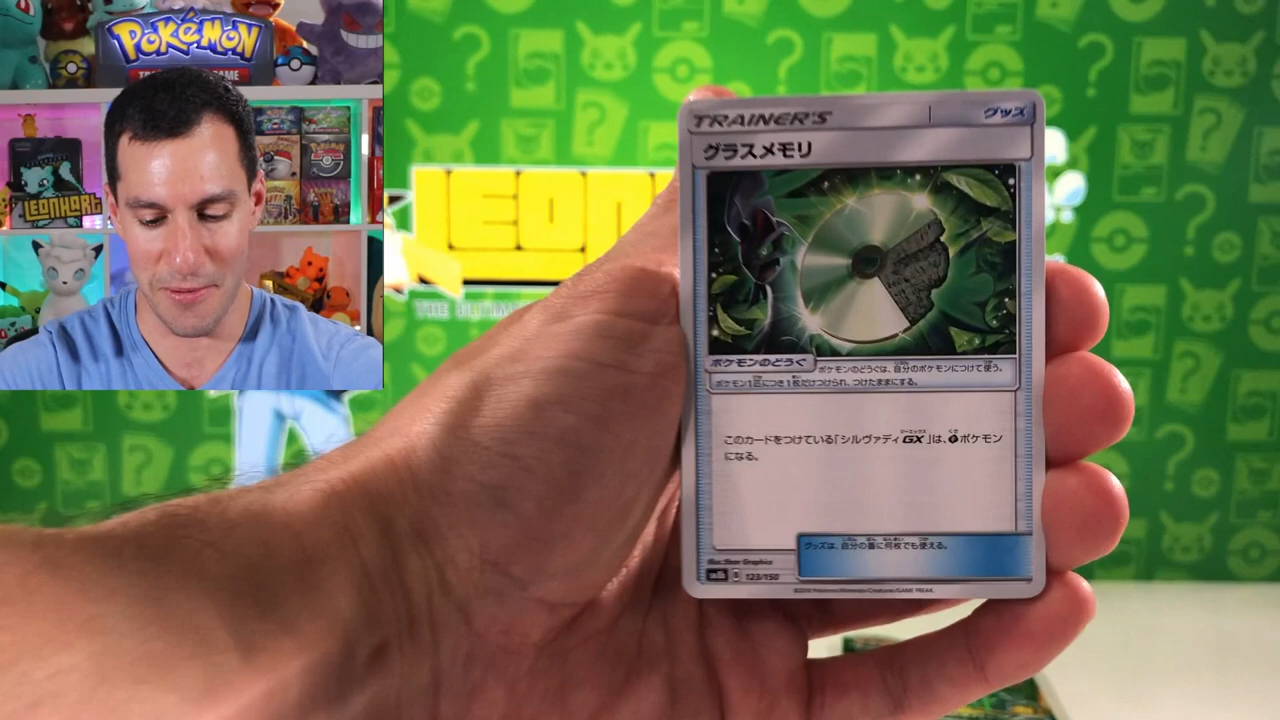 POKéMON
LEONHART
LEON
TRAINER'S
グッズ
グラスメモリ
ポケモンのどうぐ
ポケモンのどうぐは、自分のポケモンにつけて使う。
ポケモン1匹につき1枚だけつけられ、つけたままにする。
このカードをつけている「シルヴァディGX」は、ポケモン
になる。
グッズは、自分の番に何枚でも使える。
123/150